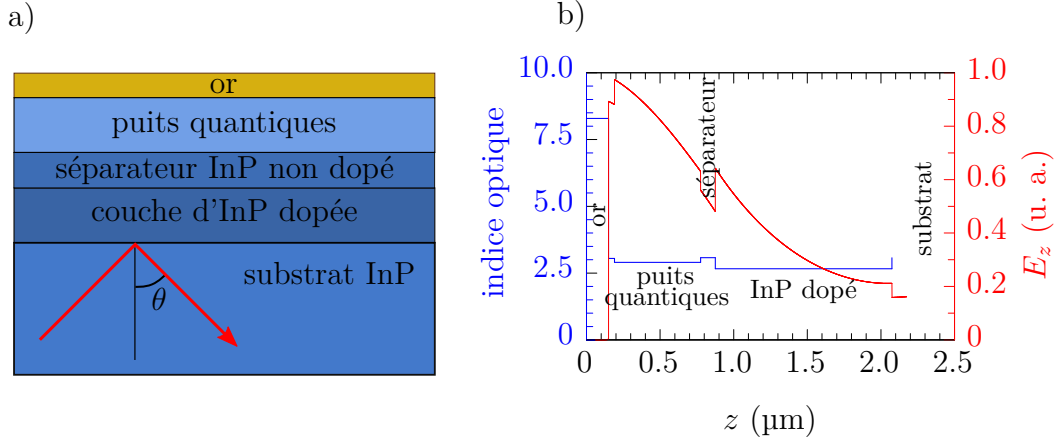 a)
or
puits quantiques
séparateur InP non dopé
couche d'InP dopée
substrat InP
θ
b)
10.0
7.5
5.0
2.5
0
indice optique
1.0
0.8
0.6
0.4
0.2
0
E_z (u. a.)
or
séparateur
substrat
puits
quantiques
InP dopé
0 0.5 1.0 1.5 2.0 2.5
z (µm)